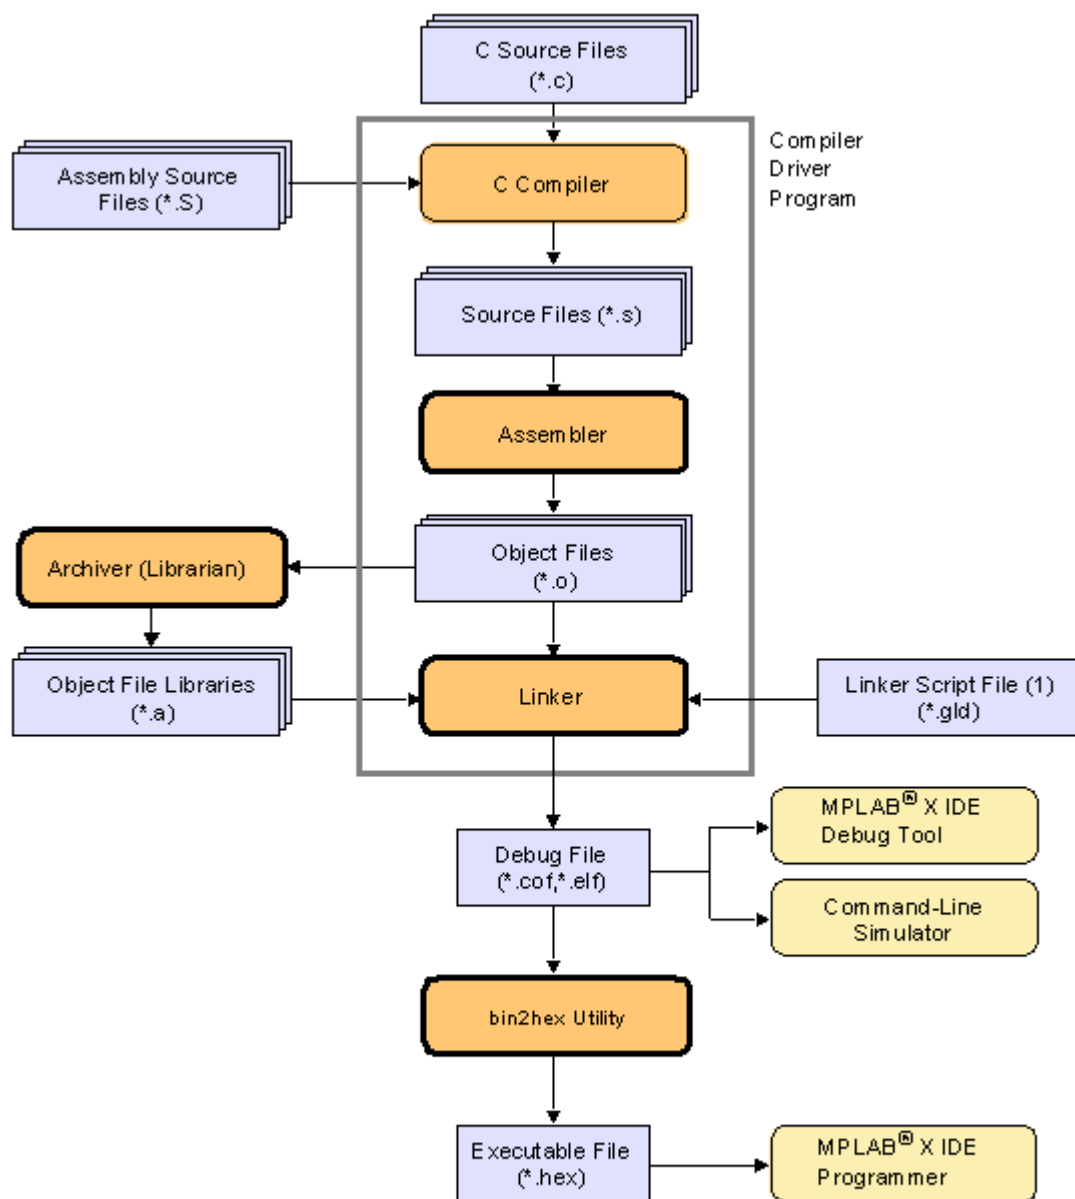 C Source Files
(*.c)
Compiler
Driver
Program
Assembly Source
Files (*.S)
C Compiler
Source Files (*.s)
Assembler
Archiver (Librarian)
Object Files
(*.o)
Object File Libraries
(*.a)
Linker
Linker Script File (1)
(*.gld)
MPLAB® X IDE
Debug Tool
Debug File
(*.cof,*.elf)
Command-Line
Simulator
bin2hex Utility
Executable File
(*.hex)
MPLAB® X IDE
Programmer